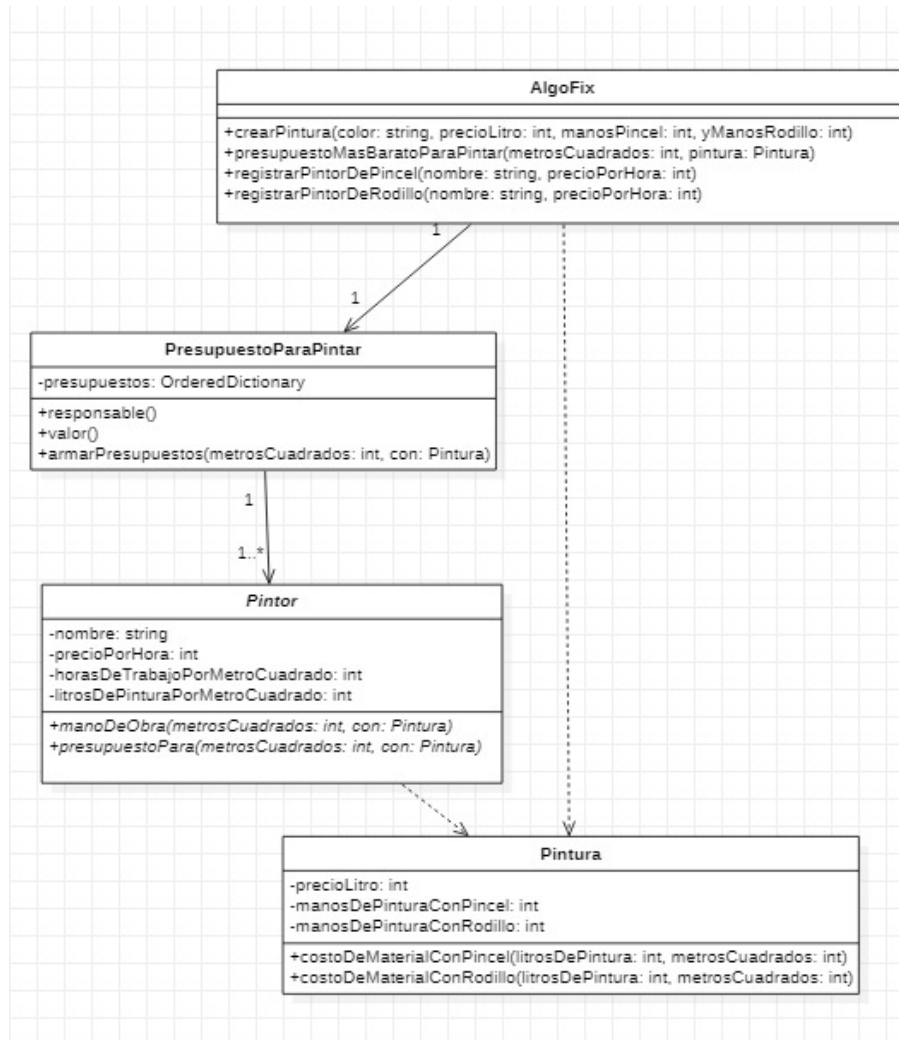 AlgoFix
+crearPintura(color: string, precioLitro: int, manosPincel: int, yManosRodillo: int)
+presupuestoMasBaratoParaPintar(metrosCuadrados: int, pintura: Pintura)
+registrarPintorDePincel(nombre: string, precioPorHora: int)
+registrarPintorDeRodillo(nombre: string, precioPorHora: int)
1
1
PresupuestoParaPintar
-presupuestos: OrderedDictionary
+responsable()
+valor()
+armarPresupuestos(metrosCuadrados: int, con: Pintura)
1
1..*
Pintor
-nombre: string
-precioPorHora: int
-horasDeTrabajoPorMetroCuadrado: int
-litrosDePinturaPorMetroCuadrado: int
+manoDeObra(metrosCuadrados: int, con: Pintura)
+presupuestoPara(metrosCuadrados: int, con: Pintura)
Pintura
-precioLitro: int
-manosDePinturaConPincel: int
-manosDePinturaConRodillo: int
+costoDeMaterialConPincel(litrosDePintura: int, metrosCuadrados: int)
+costoDeMaterialConRodillo(litrosDePintura: int, metrosCuadrados: int)